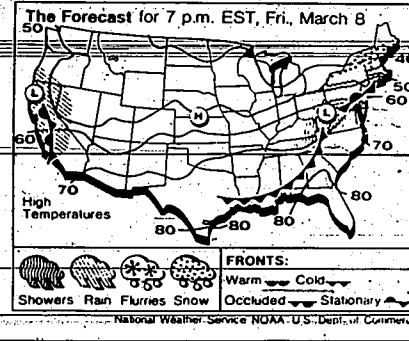 The Forecast for 7 p.m. EST, Fri., March 8
50
40
50
L
H
L
60
60
70
70
High
Temperatures
80
80
80
80
FRONTS:
Warm Cold
Showers Rain Flurries Snow
Occluded Stationary
National Weather Service NOAA U.S. Dept. of Commerce